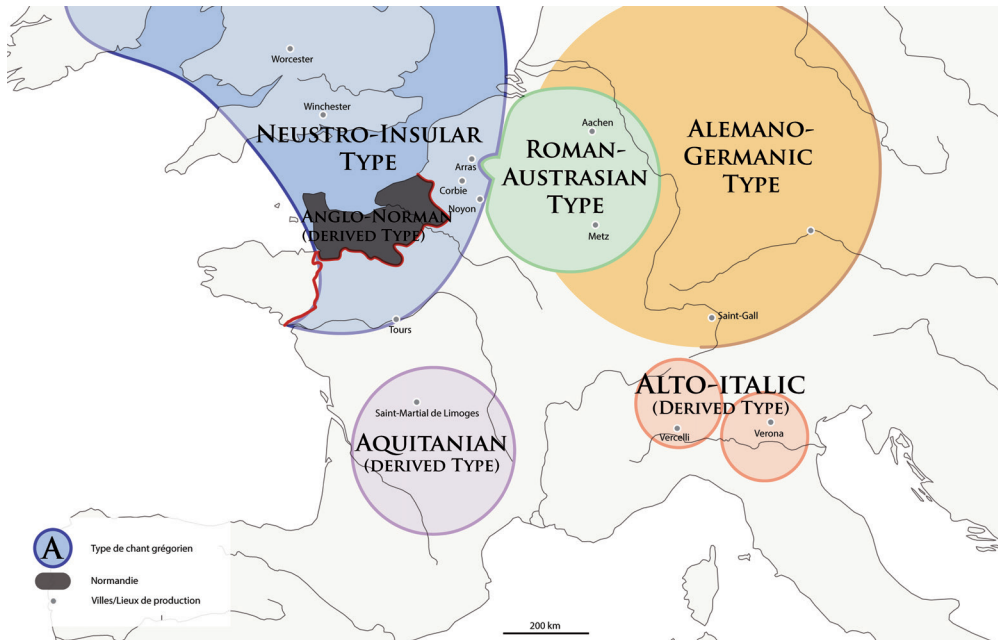 Worcester
Winchester
NEUSTRO-INSULAR
TYPE
Arras
Corbie
Noyon
ANGLO-NORMAN
(DERIVED TYPE)
Tours
Aachen
ROMAN-
AUSTRASIAN
TYPE
Metz
ALEMANO-
GERMANIC
TYPE
Saint-Gall
ALTO-ITALIC
(DERIVED TYPE)
Vercelli
Verona
Saint-Martial de Limoges
AQUITANIAN
(DERIVED TYPE)
A
Type de chant grégorien
Normandie
Villes/Lieux de production
200 km